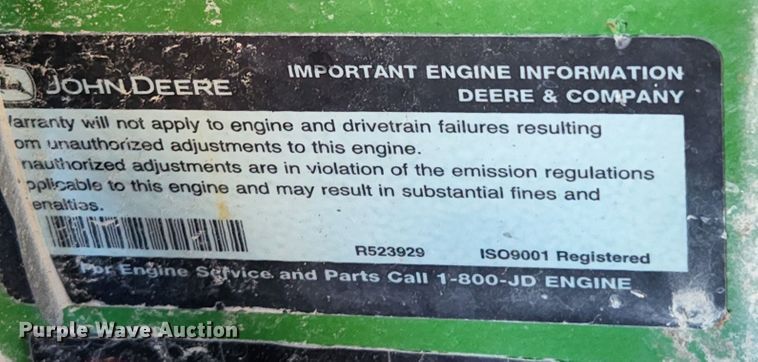 JOHN DEERE
IMPORTANT ENGINE INFORMATION
DEERE & COMPANY
arranty will not apply to engine and drivetrain failures resulting
om unauthorized adjustments to this engine.
nauthorized adjustments are in violation of the emission regulations
pplicable to this engine and may result in substantial fines and
enalties.
R523929 ISO9001 Registered
For Engine Service and Parts Call 1-800-JD ENGINE
Purple Wave Auction